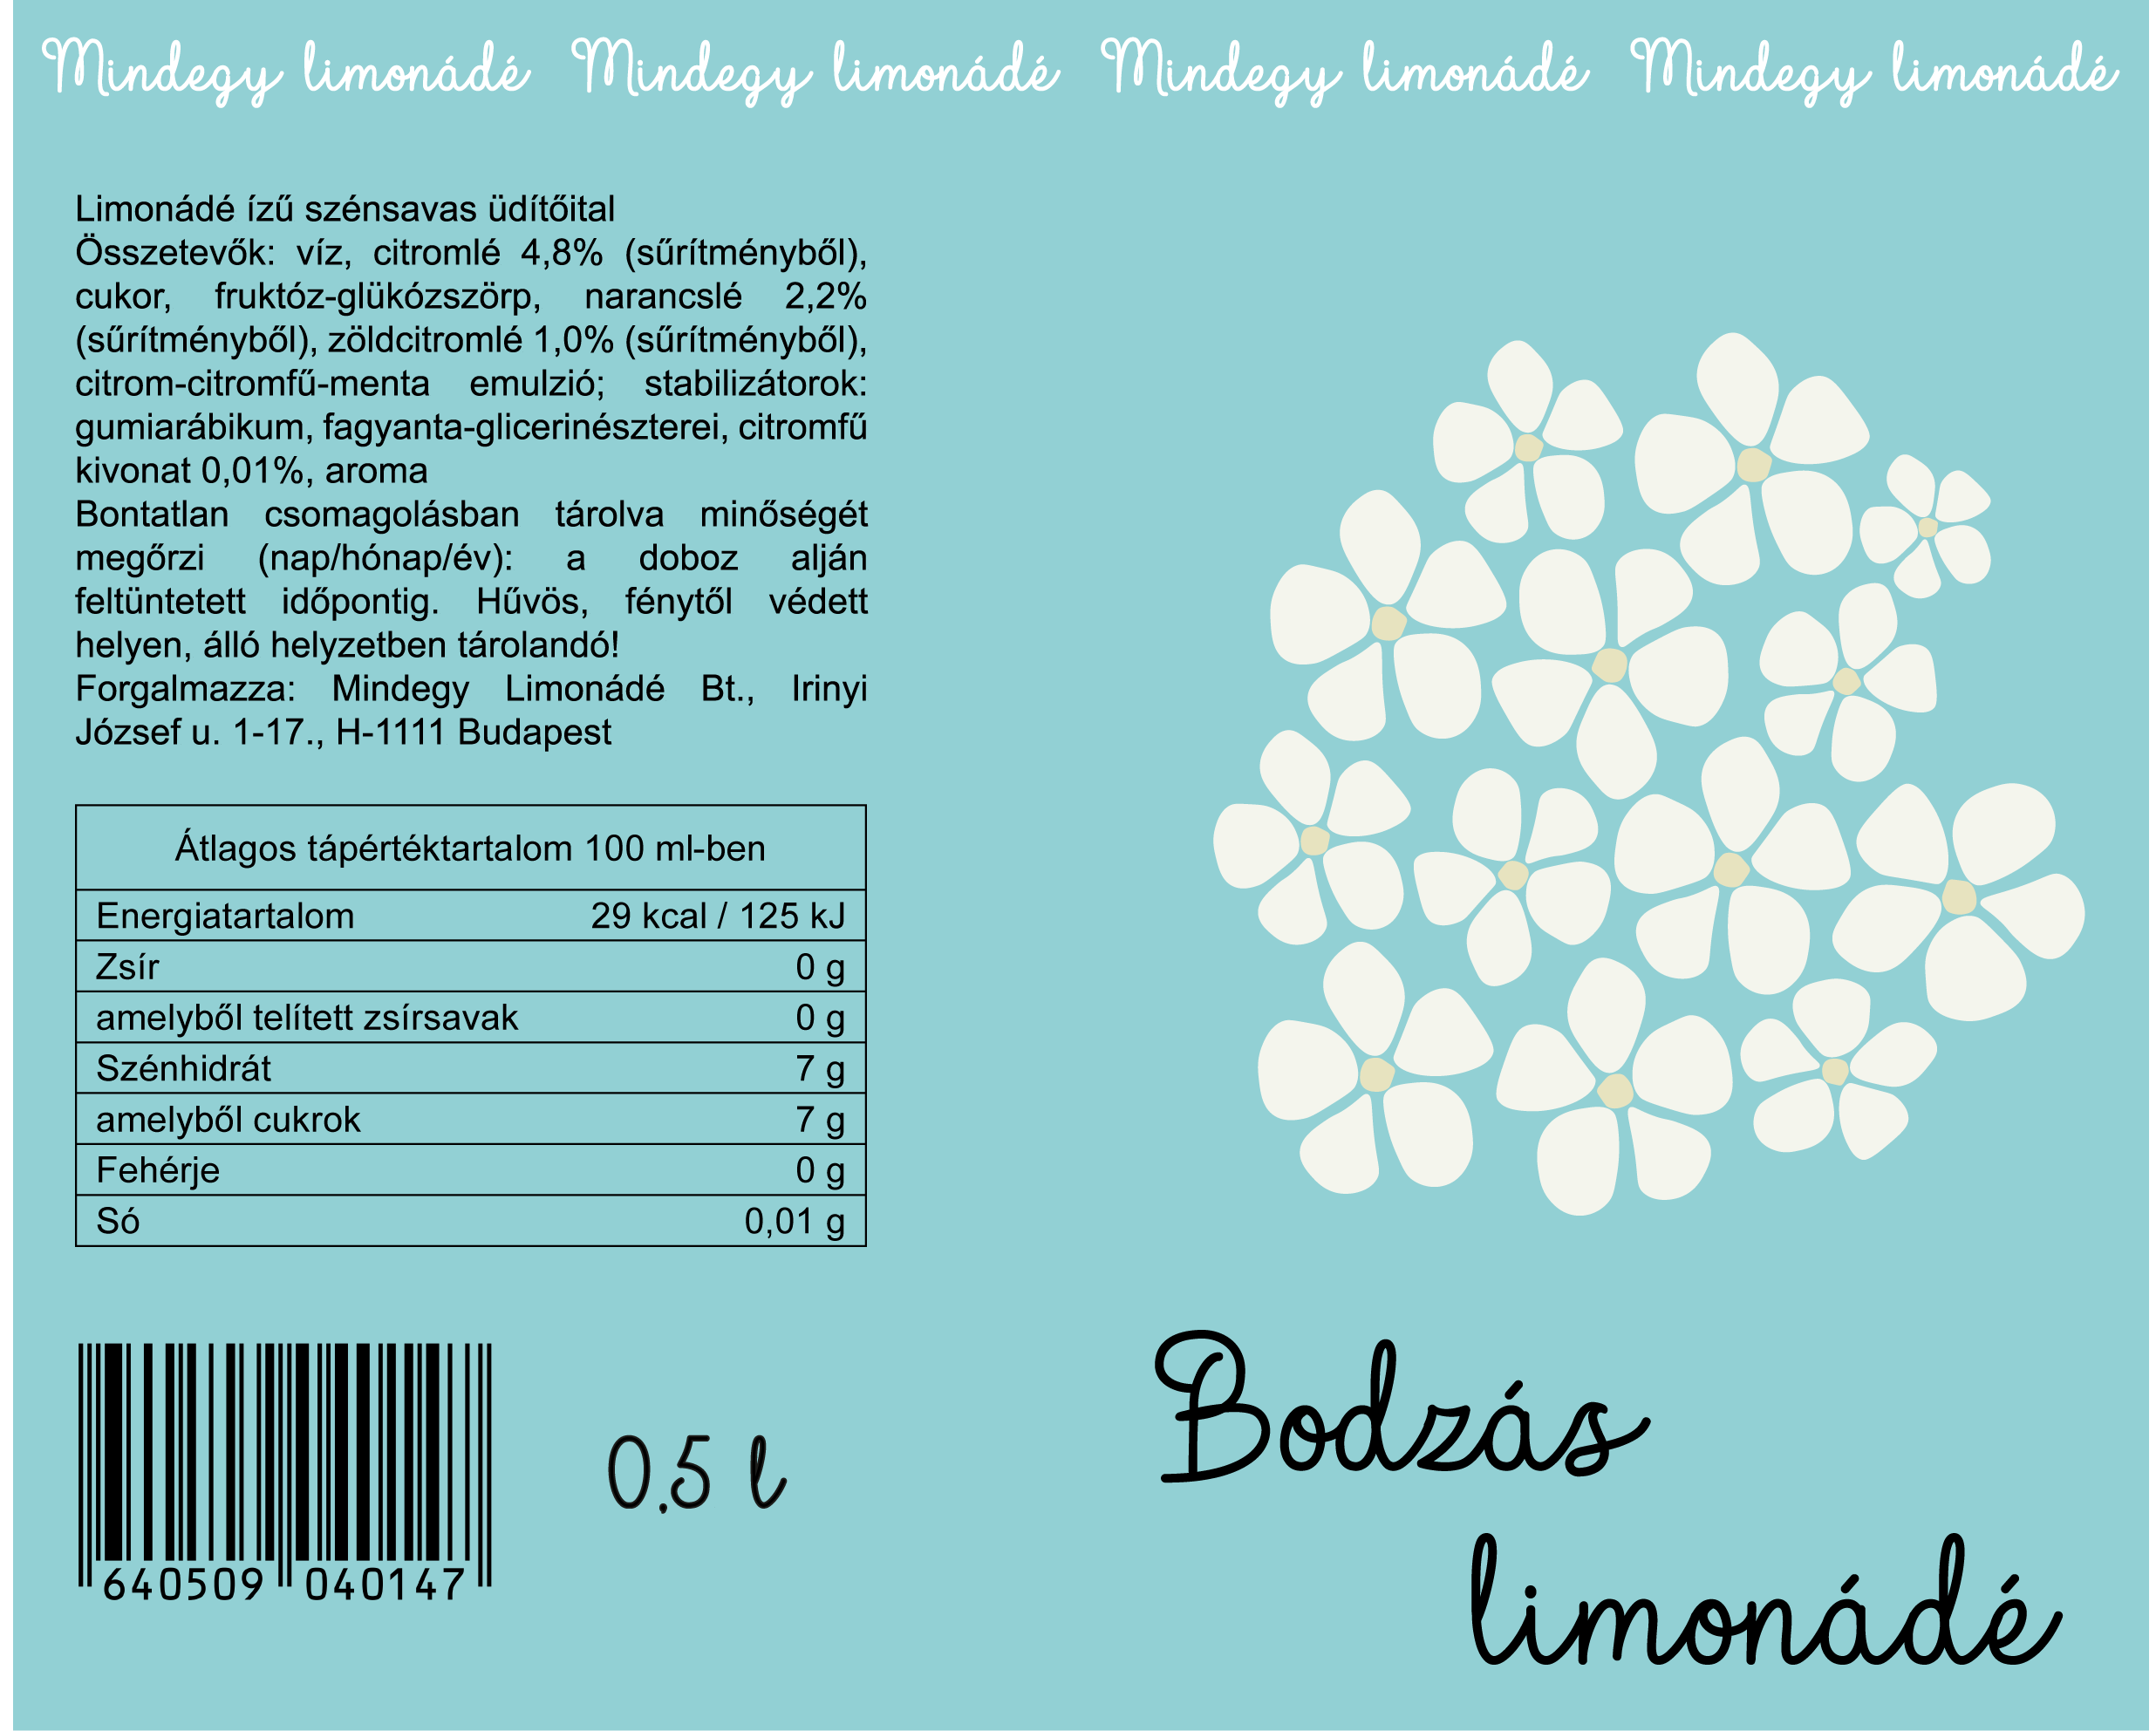 Mindegy limonádé Mindegy limonádé Mindegy limonádé Mindegy limonádé
Limonádé ízű szénsavas üdítőital
Összetevők: víz, citromlé 4,8% (sűrítményből),
cukor, fruktóz-glükózszörp, narancslé 2,2%
(sűrítményből), zöldcitromlé 1,0% (sűrítményből),
citrom-citromfű-menta emulzió; stabilizátorok:
gumiarábikum, fagyanta-glicerinészterei, citromfű
kivonat 0,01%, aroma
Bontatlan csomagolásban tárolva minőségét
megőrzi (nap/hónap/év): a doboz alján
feltüntetett időpontig. Hűvös, fénytől védett
helyen, álló helyzetben tárolandó!
Forgalmazza: Mindegy Limonádé Bt., Irinyi
József u. 1-17., H-1111 Budapest
Átlagos tápértéktartalom 100 ml-ben
Energiatartalom 29 kcal / 125 kJ
Zsír 0 g
amelyből telített zsírsavak 0 g
Szénhidrát 7 g
amelyből cukrok 7 g
Fehérje 0 g
Só 0,01 g
640509 040147
0.5 l
Bodzás
limonádé